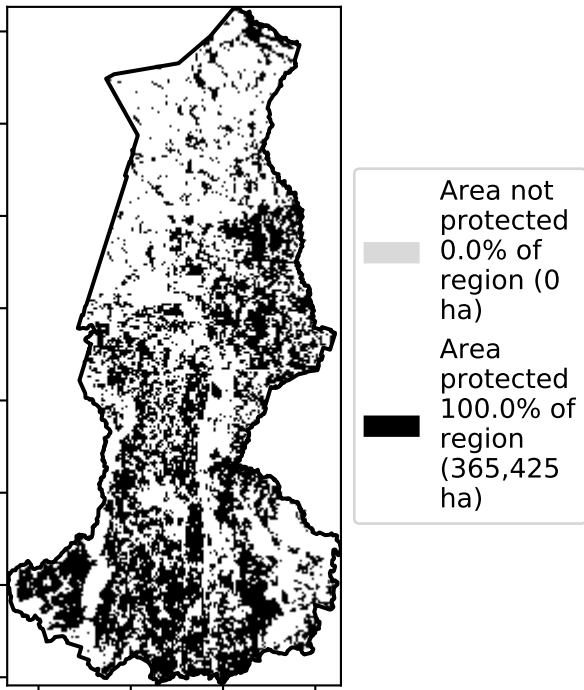 Area not
protected
0.0% of
region (0
ha)
Area
protected
100.0% of
region
(365,425
ha)